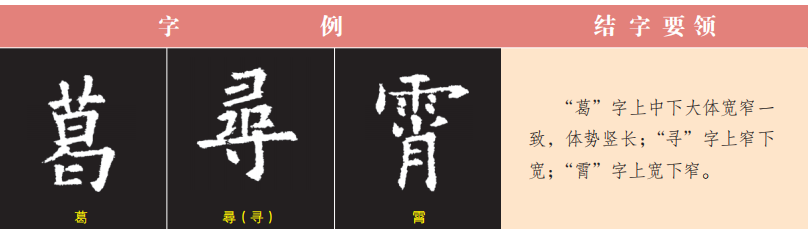 字 例
结字要领
葛
尋
霄
葛
尋(寻)
霄
“葛”字上中下大体宽窄一
致，体势竖长；“寻”字上窄下
宽；“霄”字上宽下窄。